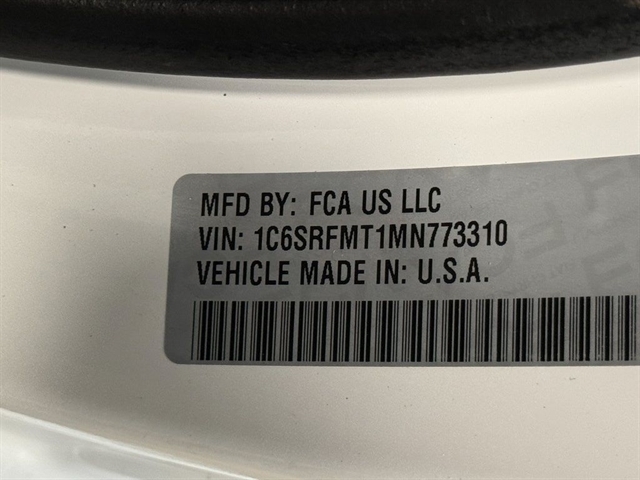 MFD BY: FCA US LLC
VIN: 1C6SRFMT1MN773310
VEHICLE MADE IN: U.S.A.